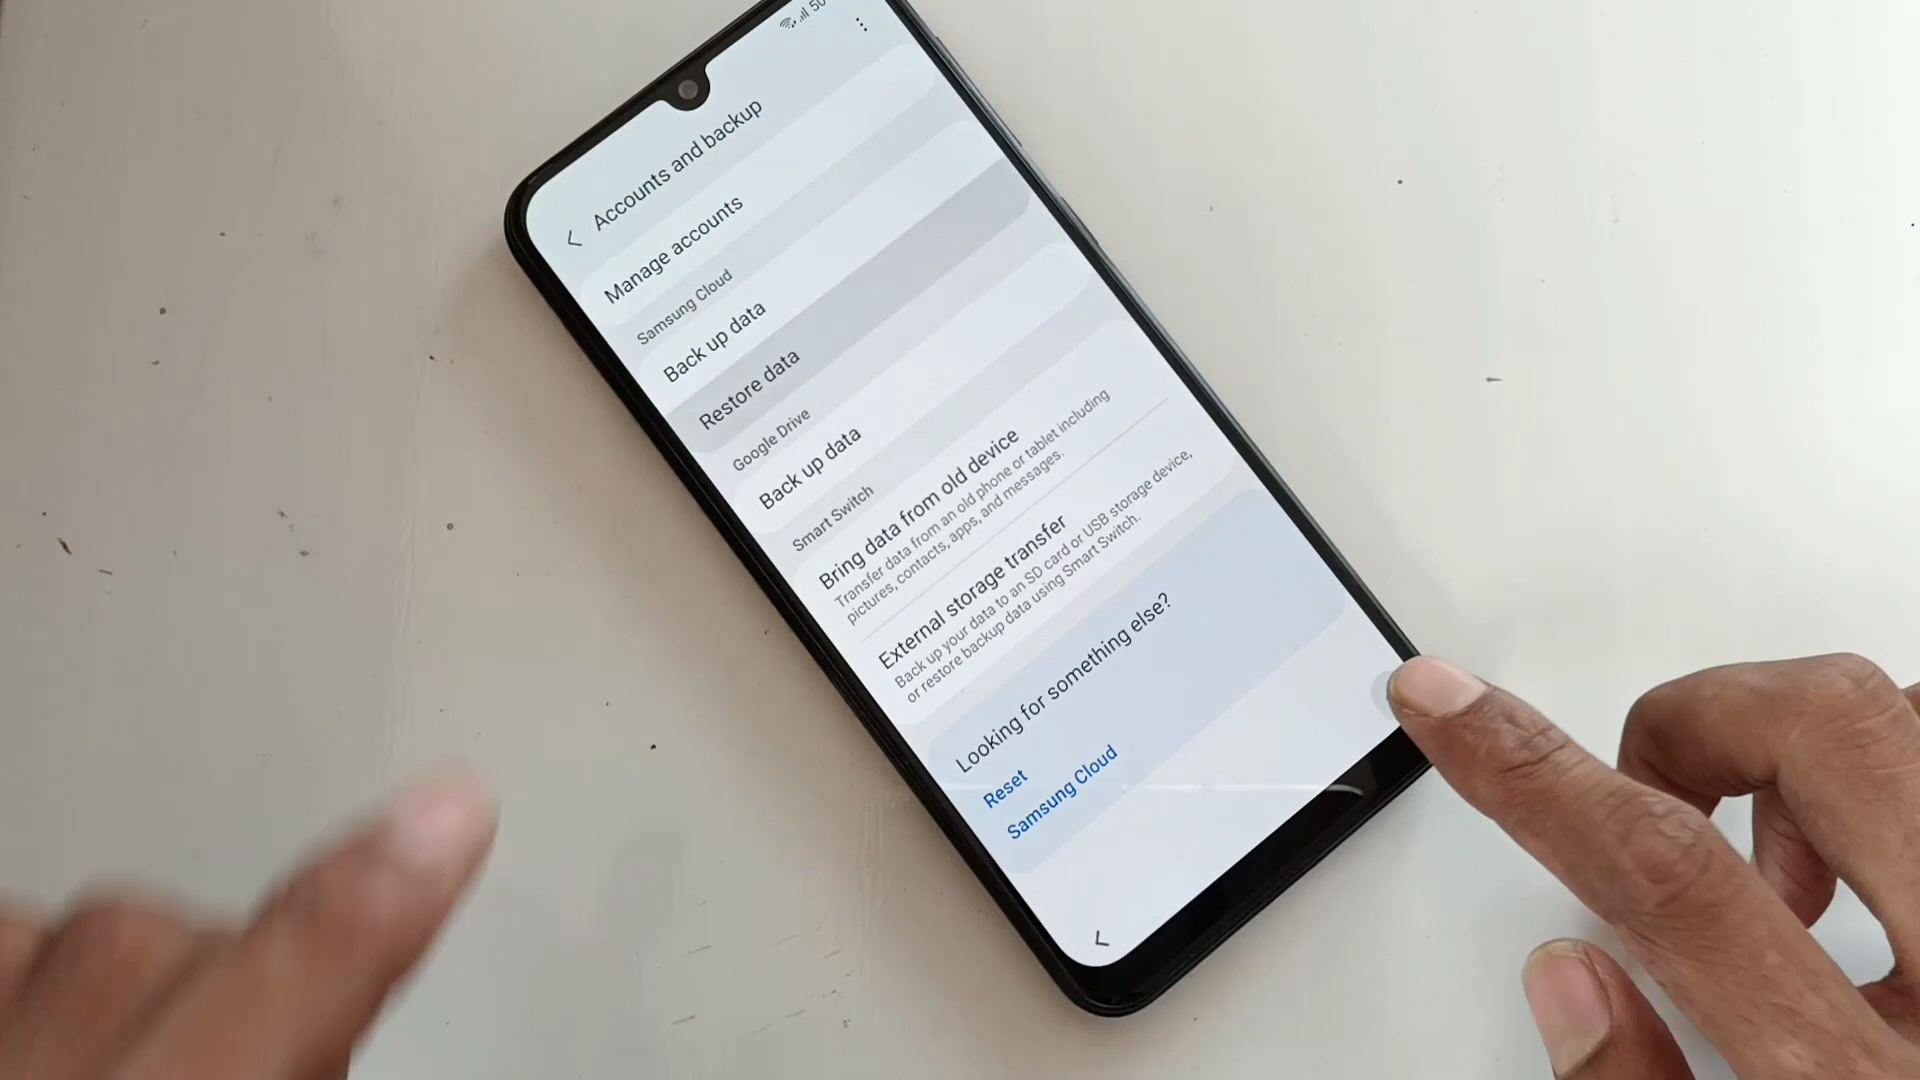 50
Accounts and backup
Manage accounts
Samsung Cloud
Back up data
Restore data
Google Drive
Back up data
Smart Switch
Bring data from old device
Transfer data from an old phone or tablet including
pictures, contacts, apps, and messages.
External storage transfer
Back up your data to an SD card or USB storage device,
or restore backup data using Smart Switch.
Looking for something else?
Reset
Samsung Cloud